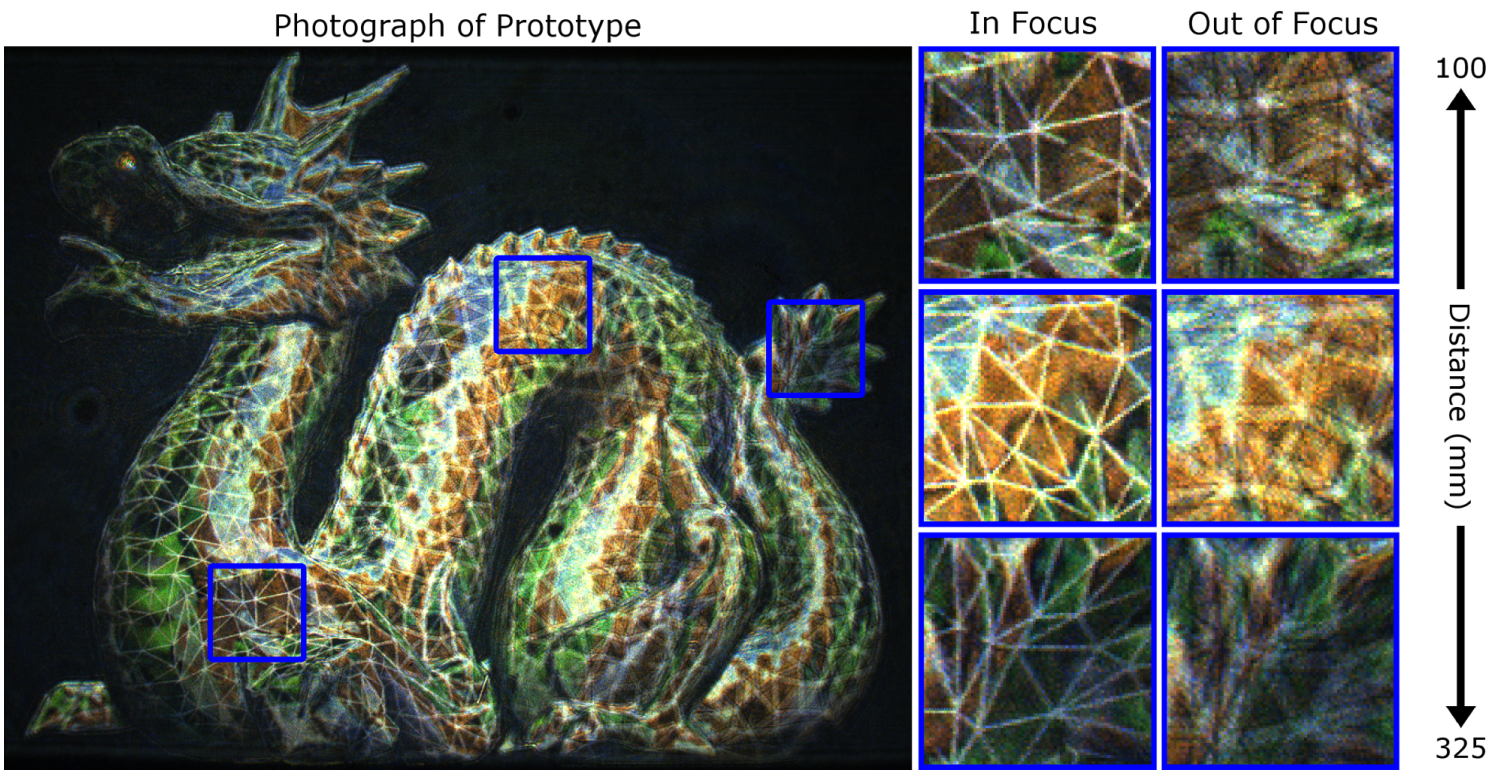 Photograph of Prototype
In Focus
Out of Focus
100
Distance (mm)
325